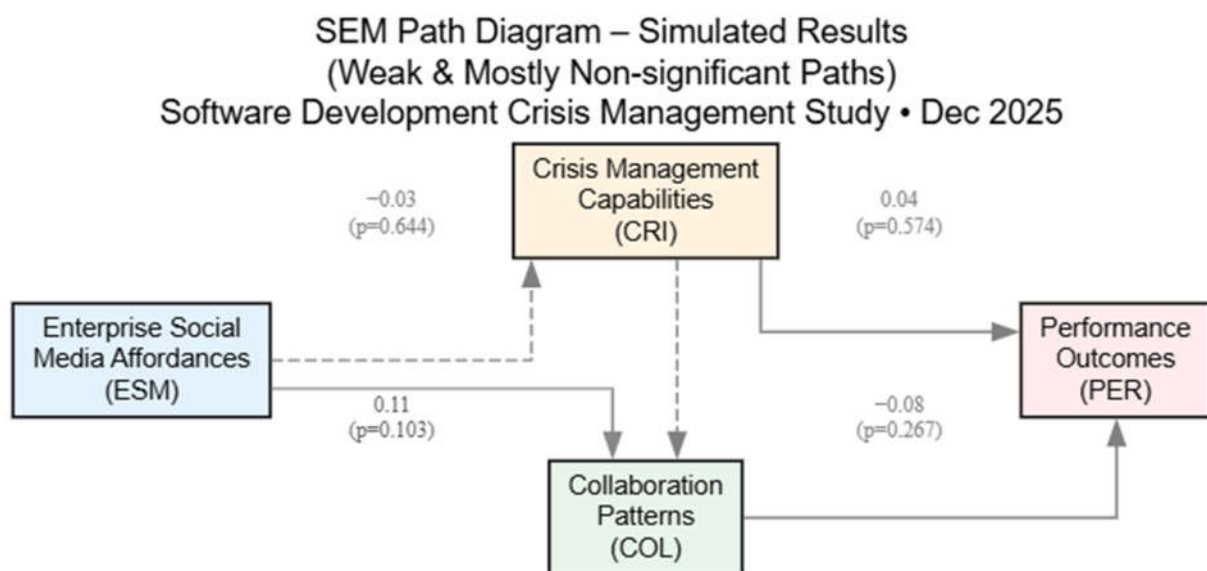 SEM Path Diagram – Simulated Results
(Weak & Mostly Non-significant Paths)
Software Development Crisis Management Study • Dec 2025
Crisis Management
Capabilities
(CRI)
−0.03
(p=0.644)
0.04
(p=0.574)
Enterprise Social
Media Affordances
(ESM)
Performance
Outcomes
(PER)
0.11
(p=0.103)
−0.08
(p=0.267)
Collaboration
Patterns
(COL)